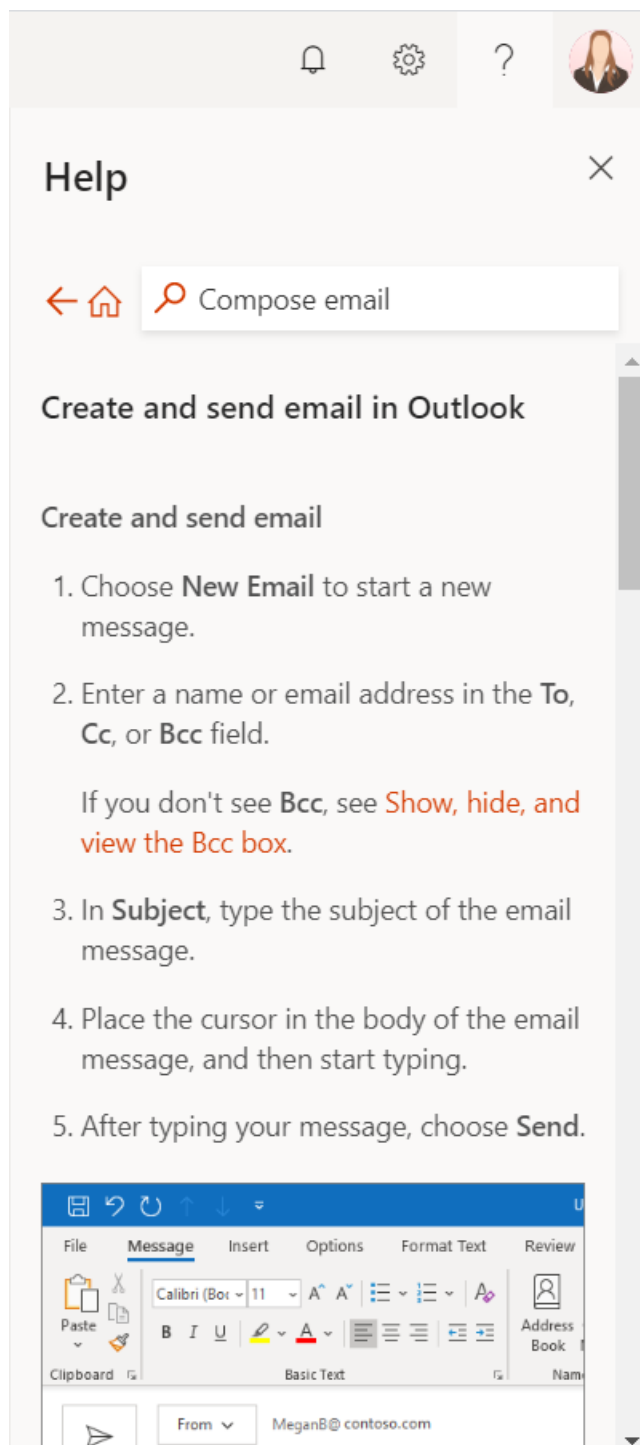 Help
Compose email
Create and send email in Outlook
Create and send email
1. Choose New Email to start a new
message.
2. Enter a name or email address in the To,
Cc, or Bcc field.
If you don't see Bcc, see Show, hide, and
view the Bcc box.
3. In Subject, type the subject of the email
message.
4. Place the cursor in the body of the email
message, and then start typing.
5. After typing your message, choose Send.
File Message Insert Options Format Text Review
Calibri (Boc 11 A^ Aˇ
Paste B I U A Address
Book
Clipboard Basic Text Nam
From MeganB@ contoso.com